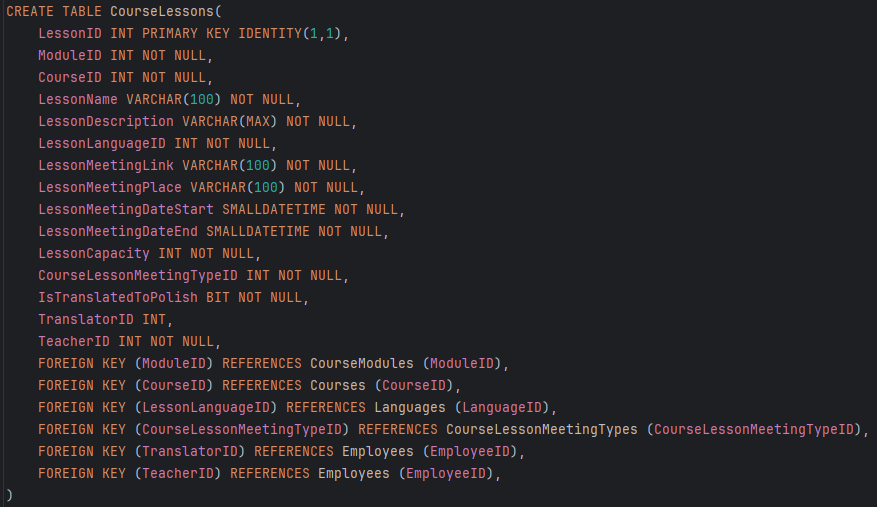 CREATE TABLE CourseLessons(
    LessonID INT PRIMARY KEY IDENTITY(1,1),
    ModuleID INT NOT NULL,
    CourseID INT NOT NULL,
    LessonName VARCHAR(100) NOT NULL,
    LessonDescription VARCHAR(MAX) NOT NULL,
    LessonLanguageID INT NOT NULL,
    LessonMeetingLink VARCHAR(100) NOT NULL,
    LessonMeetingPlace VARCHAR(100) NOT NULL,
    LessonMeetingDateStart SMALLDATETIME NOT NULL,
    LessonMeetingDateEnd SMALLDATETIME NOT NULL,
    LessonCapacity INT NOT NULL,
    CourseLessonMeetingTypeID INT NOT NULL,
    IsTranslatedToPolish BIT NOT NULL,
    TranslatorID INT,
    TeacherID INT NOT NULL,
    FOREIGN KEY (ModuleID) REFERENCES CourseModules (ModuleID),
    FOREIGN KEY (CourseID) REFERENCES Courses (CourseID),
    FOREIGN KEY (LessonLanguageID) REFERENCES Languages (LanguageID),
    FOREIGN KEY (CourseLessonMeetingTypeID) REFERENCES CourseLessonMeetingTypes (CourseLessonMeetingTypeID),
    FOREIGN KEY (TranslatorID) REFERENCES Employees (EmployeeID),
    FOREIGN KEY (TeacherID) REFERENCES Employees (EmployeeID),
)